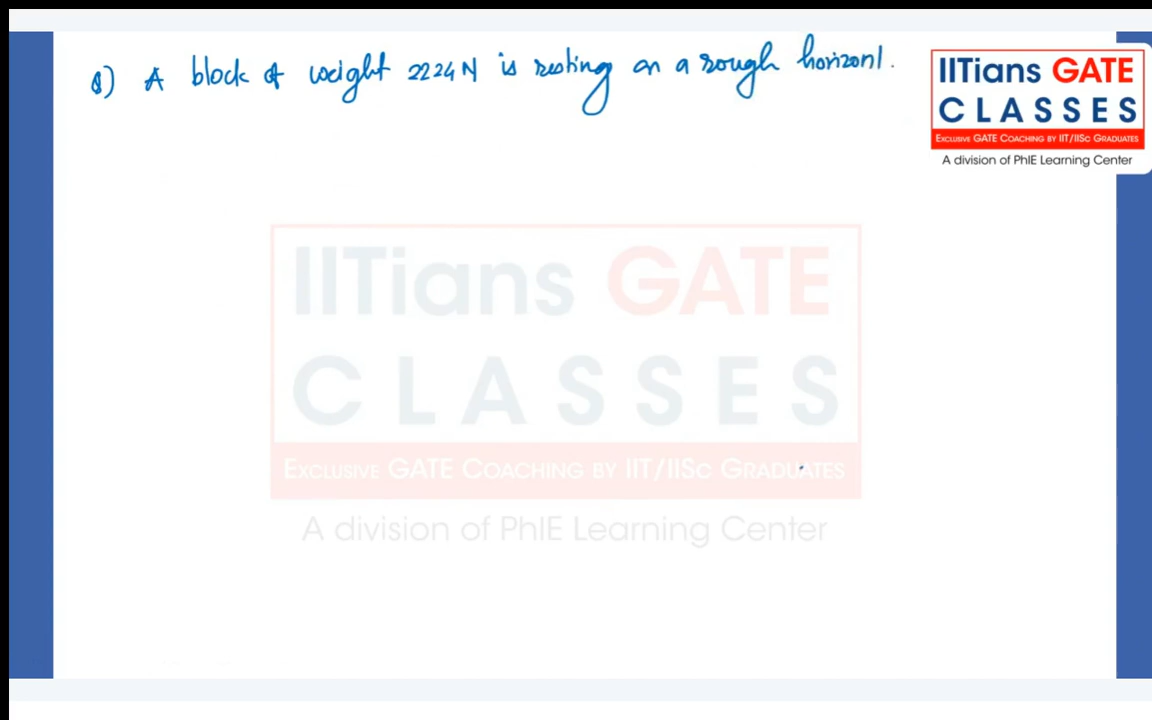 Q) A block of weight 2224 N is resting on a rough horizonl.
IITians GATE
CLASSES
EXCLUSIVE GATE COACHING BY IIT/IISc GRADUATES
A division of PhIE Learning Center
IITians GATE
CLASSES
EXCLUSIVE GATE COACHING BY IIT/IISc GRADUATES
A division of PhIE Learning Center